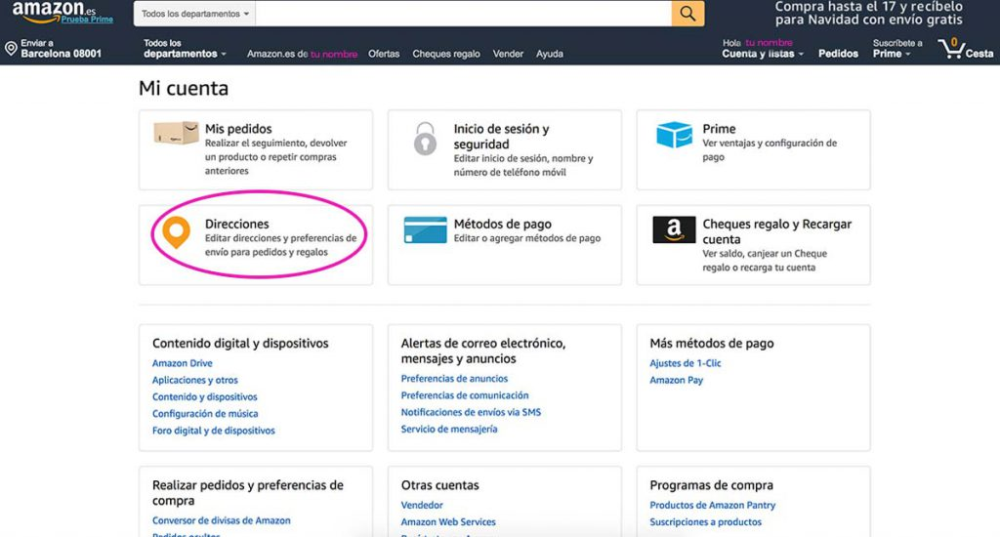 amazon.es
Prueba Prime
Todos los departamentos
Compra hasta el 17 y recíbelo
para Navidad con envío gratis
Enviar a
Barcelona 08001
Todos los
departamentos
Amazon.es de tu nombre
Ofertas
Cheques regalo
Vender
Ayuda
Hola tu nombre
Cuenta y listas
Pedidos
Suscríbete a
Prime
0
Cesta
Mi cuenta
Mis pedidos
Realizar el seguimiento, devolver
un producto o repetir compras
anteriores
Inicio de sesión y
seguridad
Editar inicio de sesión, nombre y
número de teléfono móvil
Prime
Ver ventajas y configuración de
pago
Direcciones
Editar direcciones y preferencias de
envío para pedidos y regalos
Métodos de pago
Editar o agregar métodos de pago
a
Cheques regalo y Recargar
cuenta
Ver saldo, canjear un Cheque
regalo o recarga tu cuenta
Contenido digital y dispositivos
Amazon Drive
Aplicaciones y otros
Contenido y dispositivos
Configuración de música
Foro digital y de dispositivos
Alertas de correo electrónico,
mensajes y anuncios
Preferencias de anuncios
Preferencias de comunicación
Notificaciones de envíos via SMS
Servicio de mensajería
Más métodos de pago
Ajustes de 1-Clic
Amazon Pay
Realizar pedidos y preferencias de
compra
Conversor de divisas de Amazon
Pedidos ocultos
Otras cuentas
Vendedor
Amazon Web Services
Programas de compra
Productos de Amazon Pantry
Suscripciones a productos